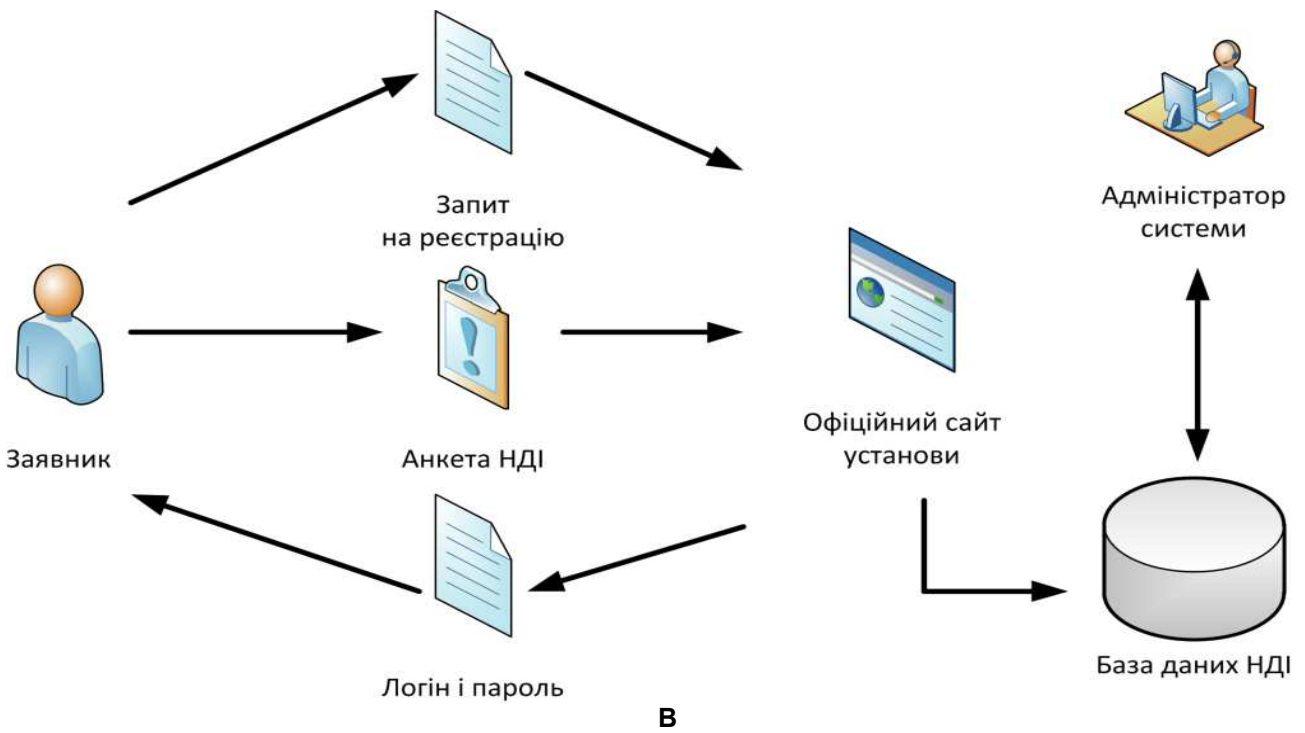 Запит
на реєстрацію
Адміністратор
системи
Заявник
Анкета НДІ
Офіційний сайт
установи
Логін і пароль
База даних НДІ
В